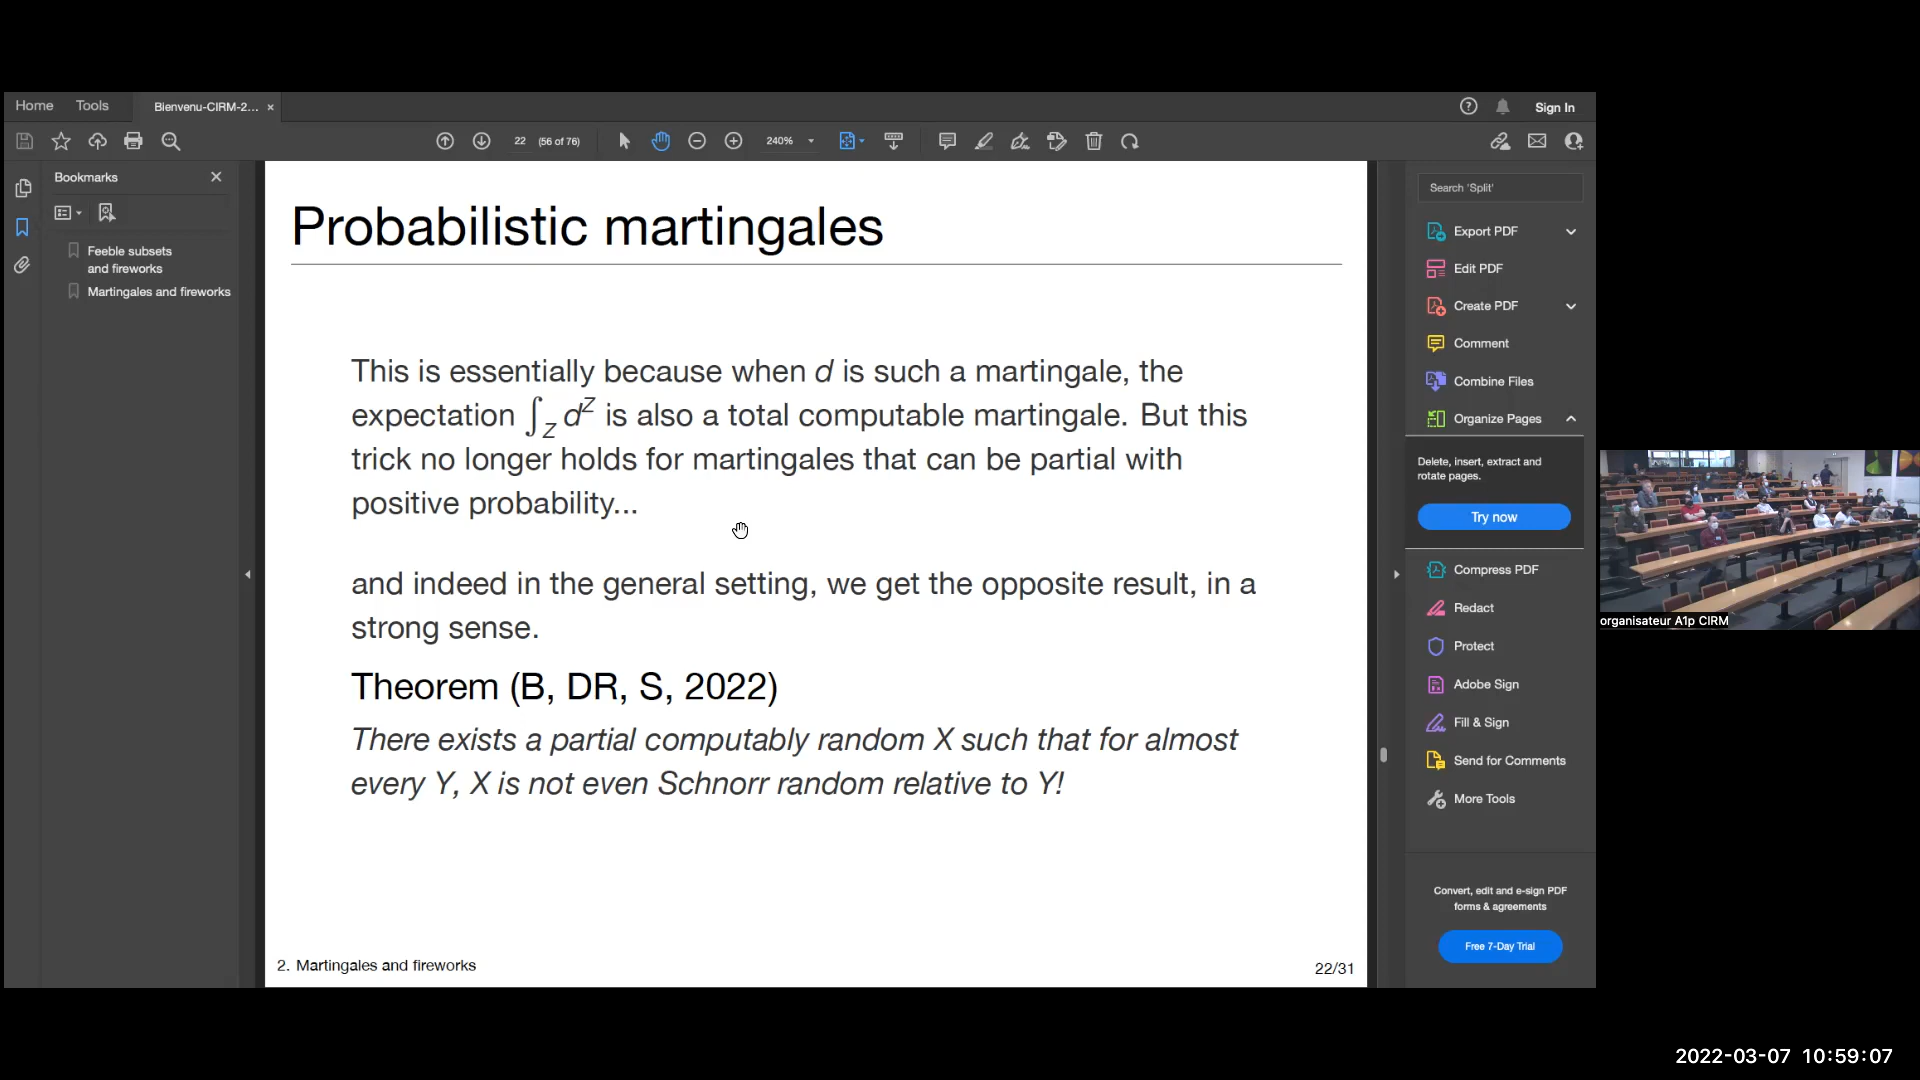 Home Tools Bienvenu-CIRM-2... × ? Sign In
22 (56 of 76) 240%
Bookmarks
Feeble subsets
and fireworks
Martingales and fireworks
Probabilistic martingales
This is essentially because when d is such a martingale, the
expectation ∫_Z d^Z is also a total computable martingale. But this
trick no longer holds for martingales that can be partial with
positive probability...
and indeed in the general setting, we get the opposite result, in a
strong sense.
Theorem (B, DR, S, 2022)
There exists a partial computably random X such that for almost
every Y, X is not even Schnorr random relative to Y!
2. Martingales and fireworks
22/31
Search 'Split'
Export PDF
Edit PDF
Create PDF
Comment
Combine Files
Organize Pages
Delete, insert, extract and
rotate pages.
Try now
Compress PDF
Redact
Protect
Adobe Sign
Fill & Sign
Send for Comments
More Tools
Convert, edit and e-sign PDF
forms & agreements
Free 7-Day Trial
organisateur A1p CIRM
2022-03-07 10:59:07